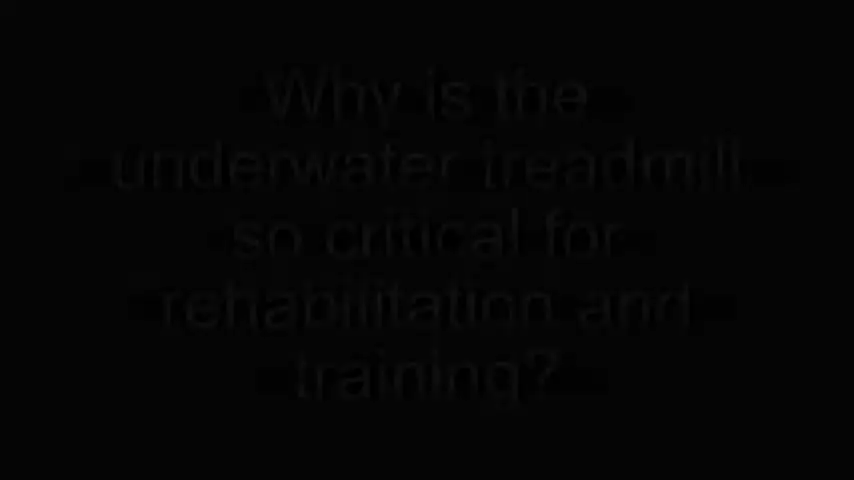 Why is the
underwater treadmill
so critical for
rehabilitation and
training?